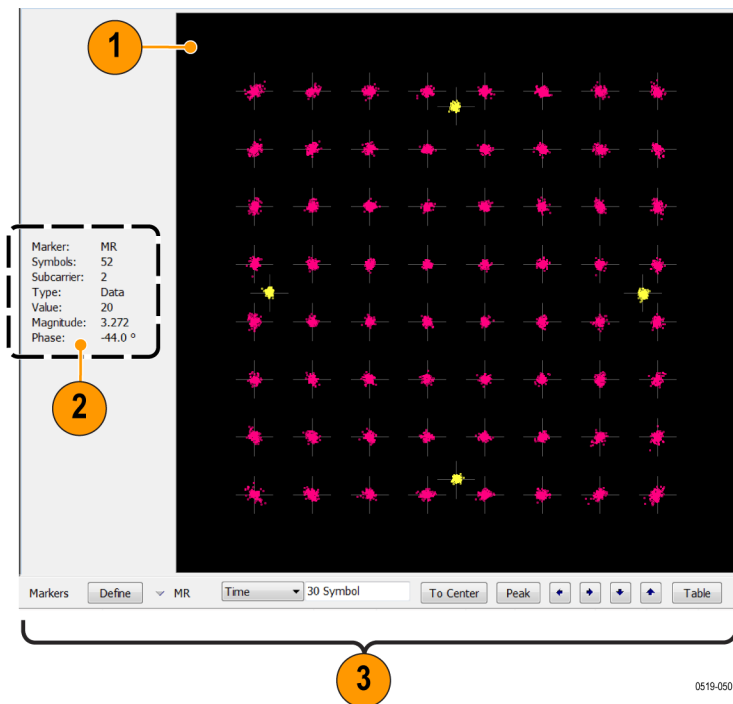 1
Marker: MR
Symbols: 52
Subcarrier: 2
Type: Data
Value: 20
Magnitude: 3.272
Phase: -44.0 °
2
Markers Define MR Time 30 Symbol To Center Peak Table
3
0519-050